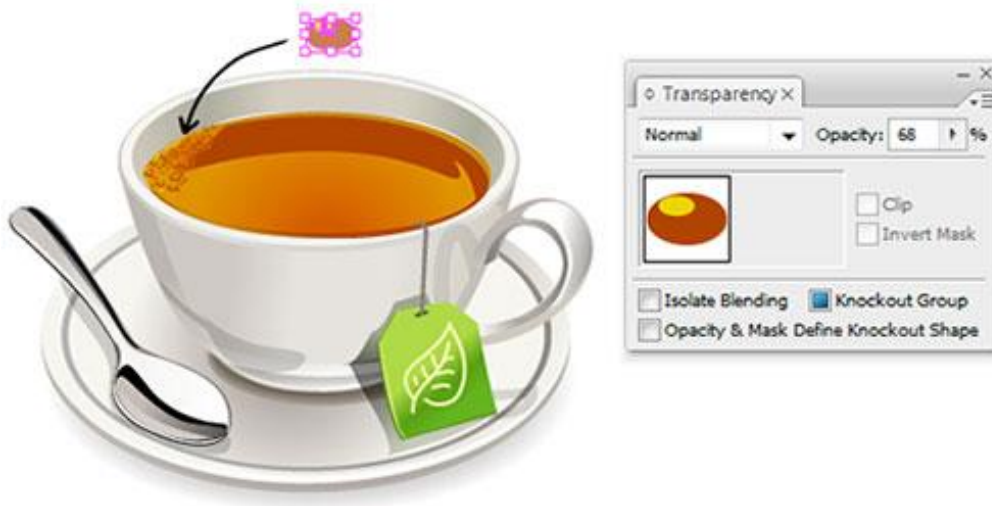 Transparency
Normal Opacity: 68 %
Clip
Invert Mask
Isolate Blending Knockout Group
Opacity & Mask Define Knockout Shape